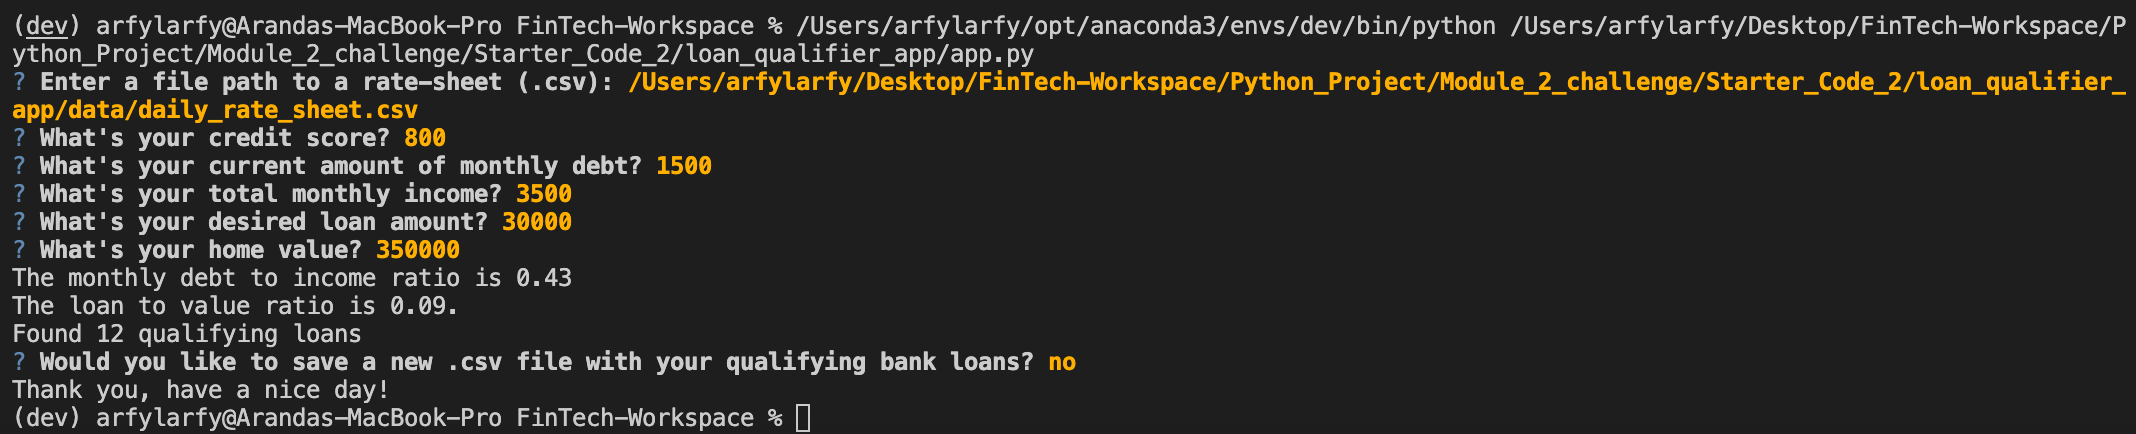 (dev) arfylarfy@Arandas-MacBook-Pro FinTech-Workspace % /Users/arfylarfy/opt/anaconda3/envs/dev/bin/python /Users/arfylarfy/Desktop/FinTech-Workspace/P
ython_Project/Module_2_challenge/Starter_Code_2/loan_qualifier_app/app.py
? Enter a file path to a rate-sheet (.csv): /Users/arfylarfy/Desktop/FinTech-Workspace/Python_Project/Module_2_challenge/Starter_Code_2/loan_qualifier_
app/data/daily_rate_sheet.csv
? What's your credit score? 800
? What's your current amount of monthly debt? 1500
? What's your total monthly income? 3500
? What's your desired loan amount? 30000
? What's your home value? 350000
The monthly debt to income ratio is 0.43
The loan to value ratio is 0.09.
Found 12 qualifying loans
? Would you like to save a new .csv file with your qualifying bank loans? no
Thank you, have a nice day!
(dev) arfylarfy@Arandas-MacBook-Pro FinTech-Workspace %